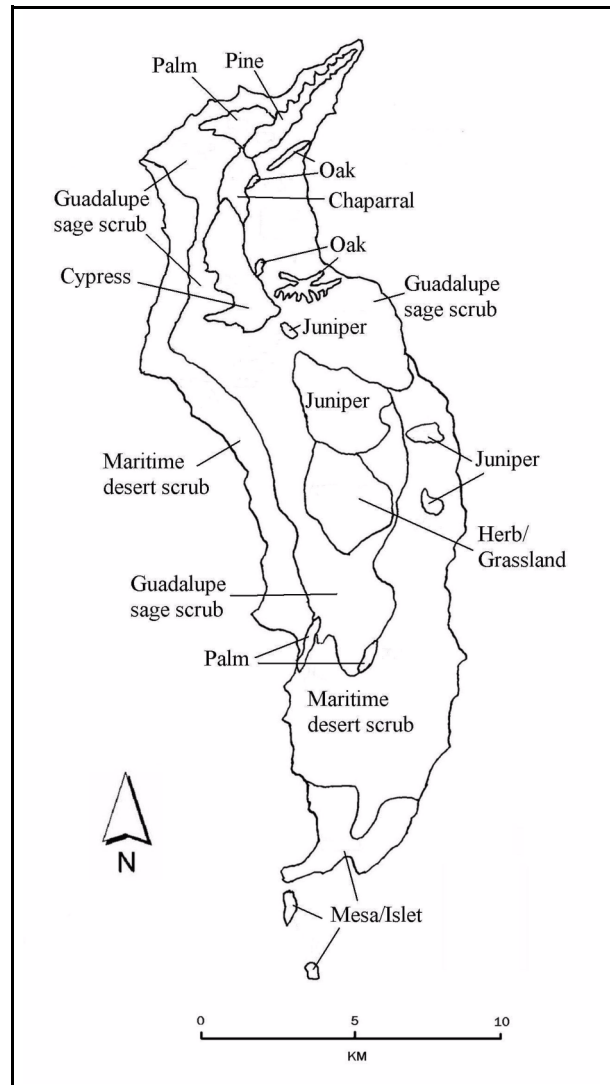 Palm
Pine
Oak
Guadalupe
sage scrub
Chaparral
Oak
Cypress
Guadalupe
sage scrub
Juniper
Juniper
Maritime
desert scrub
Juniper
Herb/
Grassland
Guadalupe
sage scrub
Palm
Maritime
desert scrub
N
Mesa/Islet
0
5
10
KM